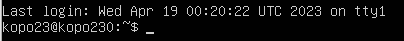 Last login: Wed Apr 19 00:20:22 UTC 2023 on tty1
kopo23@kopo230:~$ _